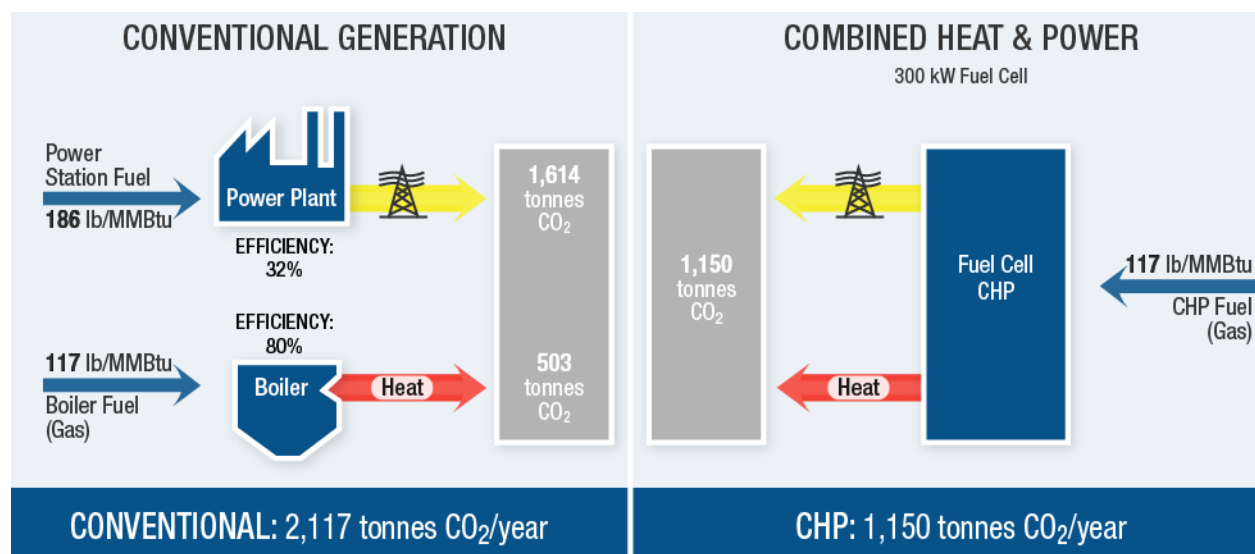 CONVENTIONAL GENERATION
Power
Station Fuel
186 lb/MMBtu
Power Plant
EFFICIENCY:
32%
1,614
tonnes
CO₂
EFFICIENCY:
80%
117 lb/MMBtu
Boiler Fuel
(Gas)
Boiler
Heat
503
tonnes
CO₂
CONVENTIONAL: 2,117 tonnes CO₂/year
COMBINED HEAT & POWER
300 kW Fuel Cell
1,150
tonnes
CO₂
Fuel Cell
CHP
117 lb/MMBtu
CHP Fuel
(Gas)
Heat
CHP: 1,150 tonnes CO₂/year